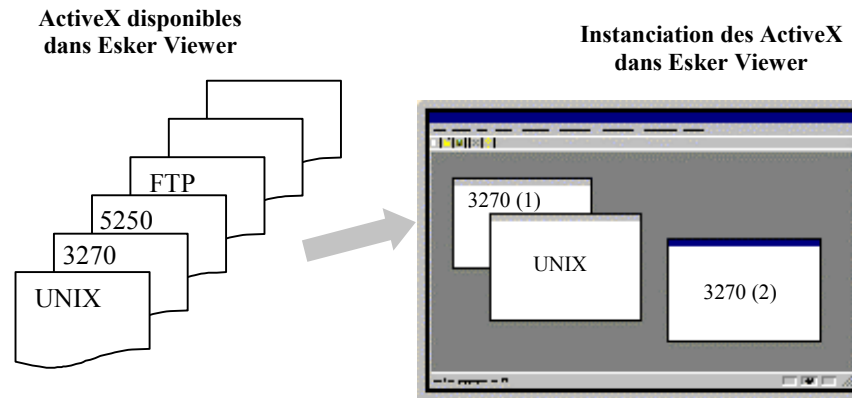 ActiveX disponibles
dans Esker Viewer
FTP
5250
3270
UNIX
Instanciation des ActiveX
dans Esker Viewer
3270 (1)
UNIX
3270 (2)